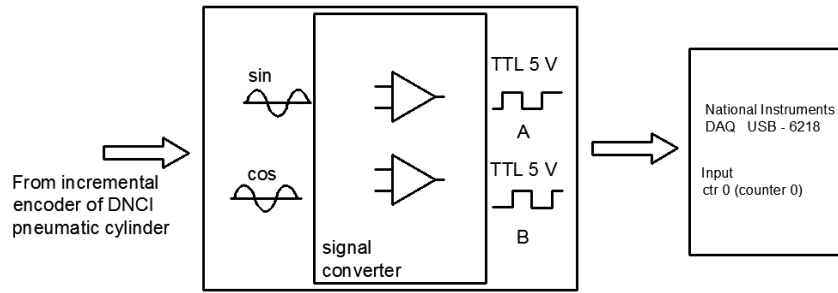 From incremental
encoder of DNCI
pneumatic cylinder
sin
cos
signal
converter
TTL 5 V
A
TTL 5 V
B
National Instruments
DAQ USB - 6218
Input
ctr 0 (counter 0)